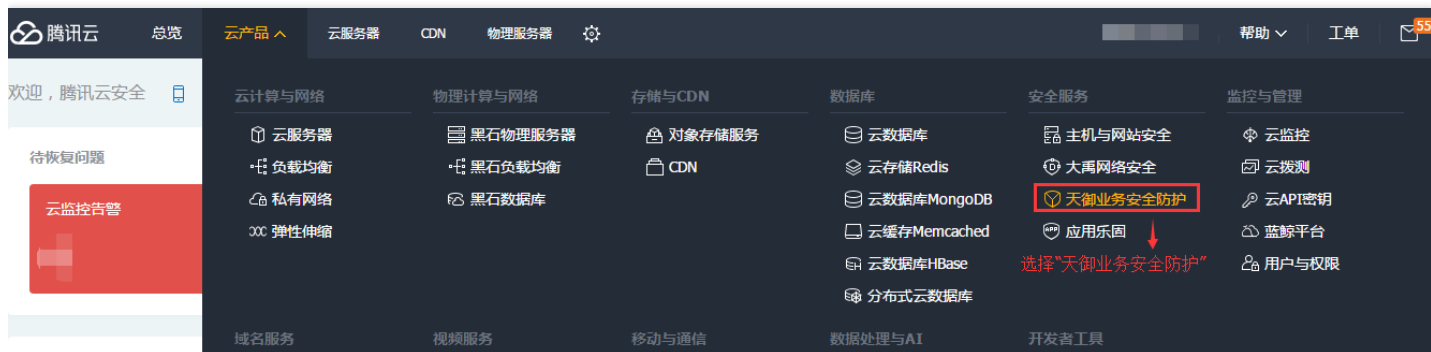 腾讯云 总览 云产品 云服务器 CDN 物理服务器 帮助 工单 55
欢迎，腾讯云安全
待恢复问题
云监控告警
云计算与网络
云服务器
负载均衡
私有网络
弹性伸缩
物理计算与网络
黑石物理服务器
黑石负载均衡
黑石数据库
存储与CDN
对象存储服务
CDN
数据库
云数据库
云存储Redis
云数据库MongoDB
云缓存Memcached
云数据库HBase
分布式云数据库
安全服务
主机与网站安全
大禹网络安全
天御业务安全防护
应用乐固
选择“天御业务安全防护”
监控与管理
云监控
云拨测
云API密钥
蓝鲸平台
用户与权限
域名服务 视频服务 移动与通信 数据处理与AI 开发者工具